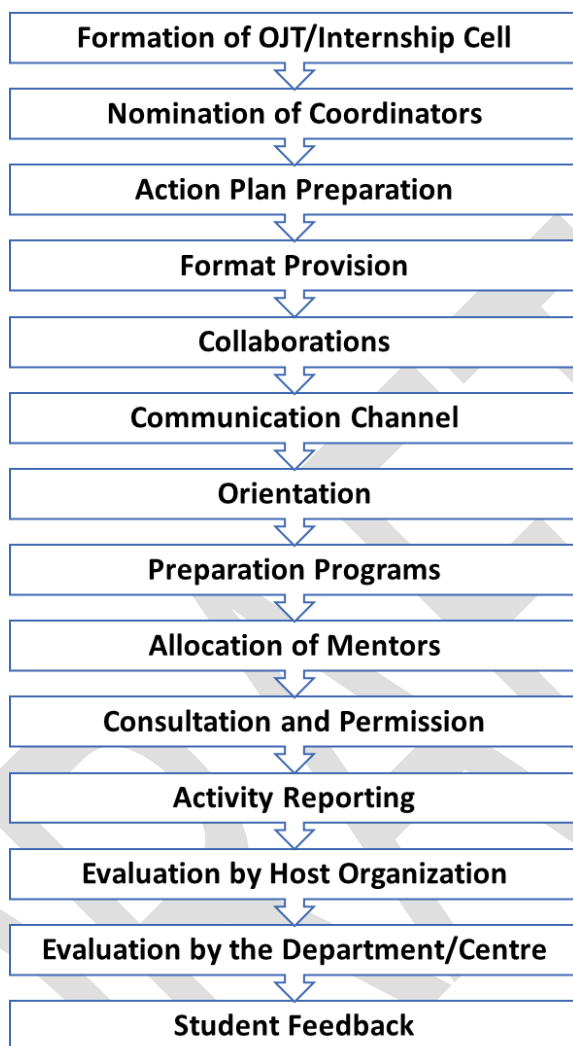 Formation of OJT/Internship Cell
Nomination of Coordinators
Action Plan Preparation
Format Provision
Collaborations
Communication Channel
Orientation
Preparation Programs
Allocation of Mentors
Consultation and Permission
Activity Reporting
Evaluation by Host Organization
Evaluation by the Department/Centre
Student Feedback